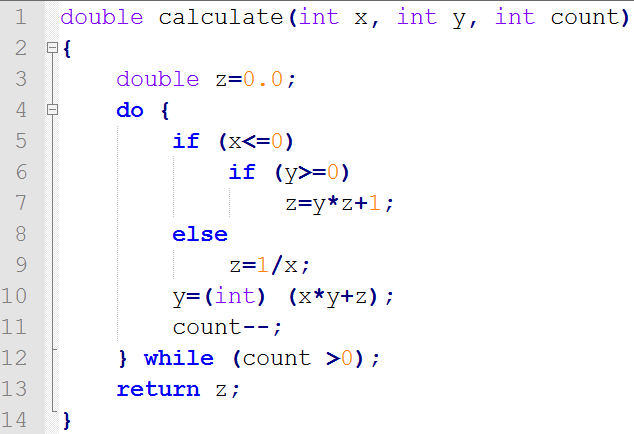 1 double calculate(int x, int y, int count)
2 {
3 double z=0.0;
4 do {
5 if (x<=0)
6 if (y>=0)
7 z=y*z+1;
8 else
9 z=1/x;
10 y=(int) (x*y+z);
11 count--;
12 } while (count >0);
13 return z;
14 }